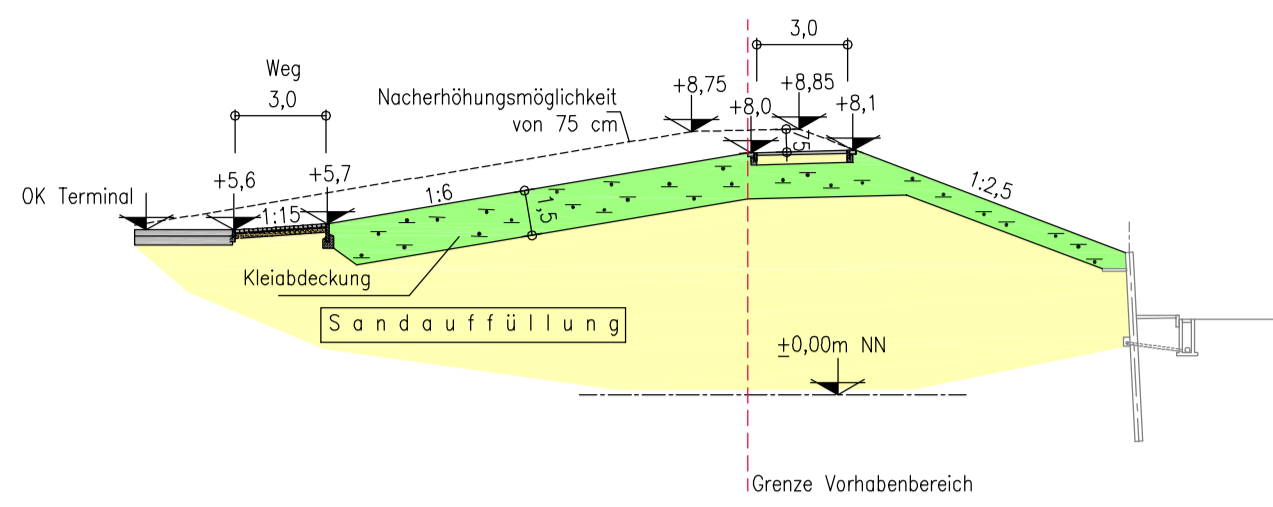 3,0
Weg
3,0
Nacherhöhungsmöglichkeit
von 75 cm
+8,75
+8,85
+8,0
+8,1
75
OK Terminal
+5,6
+5,7
1:15
1:6
1,5
1:2,5
Kleiabdeckung
Sandauffüllung
±0,00m NN
Grenze Vorhabenbereich